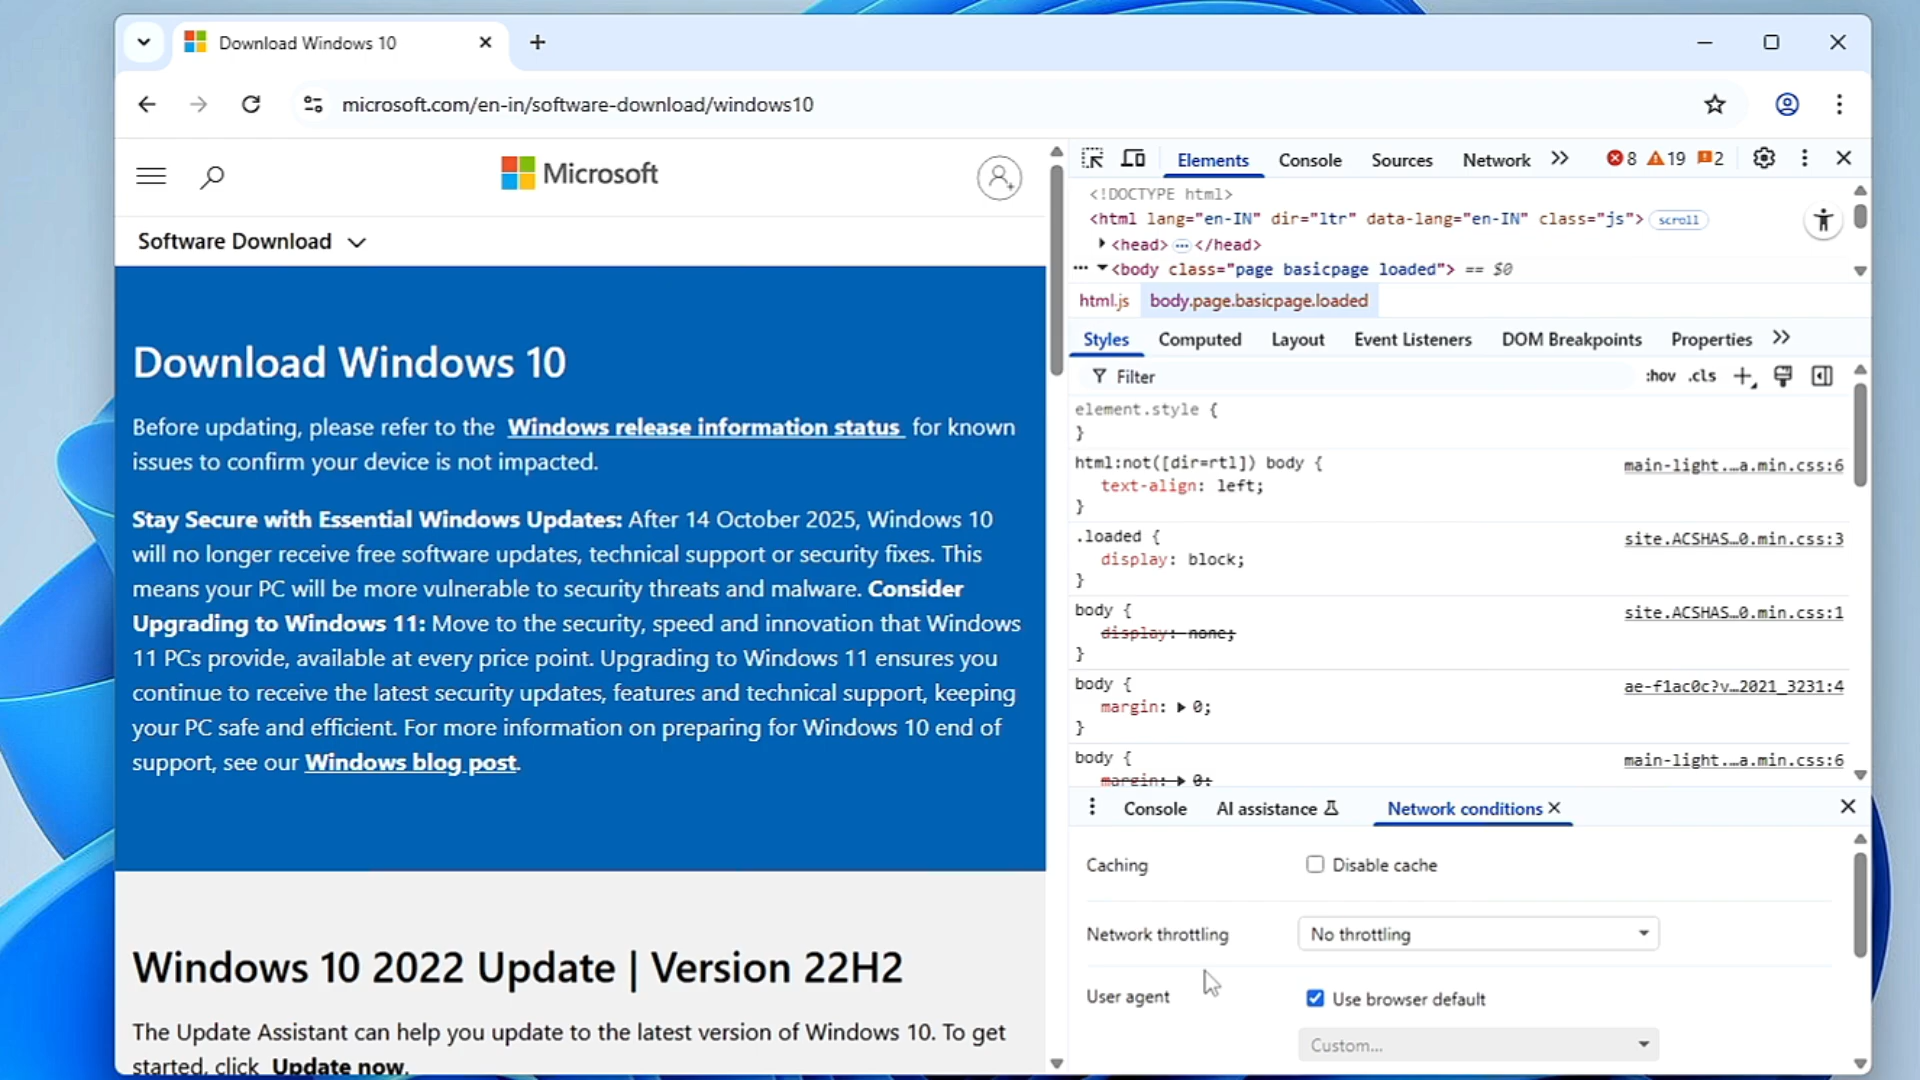 Download Windows 10
microsoft.com/en-in/software-download/windows10
Microsoft
Software Download
Download Windows 10
Before updating, please refer to the Windows release information status for known
issues to confirm your device is not impacted.
Stay Secure with Essential Windows Updates: After 14 October 2025, Windows 10
will no longer receive free software updates, technical support or security fixes. This
means your PC will be more vulnerable to security threats and malware. Consider
Upgrading to Windows 11: Move to the security, speed and innovation that Windows
11 PCs provide, available at every price point. Upgrading to Windows 11 ensures you
continue to receive the latest security updates, features and technical support, keeping
your PC safe and efficient. For more information on preparing for Windows 10 end of
support, see our Windows blog post.
Windows 10 2022 Update | Version 22H2
The Update Assistant can help you update to the latest version of Windows 10. To get
started, click Update now.
Elements Console Sources Network 8 19 2
<!DOCTYPE html>
<html lang="en-IN" dir="ltr" data-lang="en-IN" class="js"> scroll
<head> … </head>
… <body class="page basicpage loaded"> == $0
html.js body.page.basicpage.loaded
Styles Computed Layout Event Listeners DOM Breakpoints Properties
Filter :hov .cls
element.style {
}
html:not([dir=rtl]) body { main-light.…a.min.css:6
text-align: left;
}
.loaded { site.ACSHAS…0.min.css:3
display: block;
}
body { site.ACSHAS…0.min.css:1
display: none;
}
body { ae-f1ac0c?v…2021_3231:4
margin: 0;
}
body { main-light.…a.min.css:6
margin: 0;
Console AI assistance Network conditions
Caching Disable cache
Network throttling No throttling
User agent Use browser default
Custom...